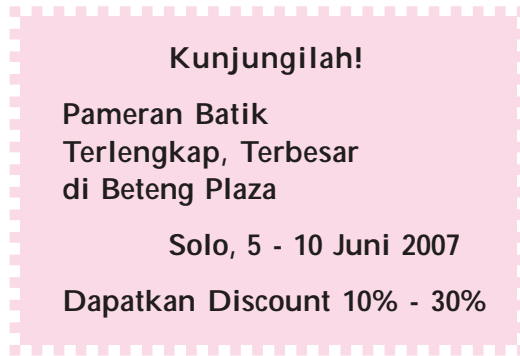 Kunjungilah!
Pameran Batik
Terlengkap, Terbesar
di Beteng Plaza
Solo, 5 - 10 Juni 2007
Dapatkan Discount 10% - 30%